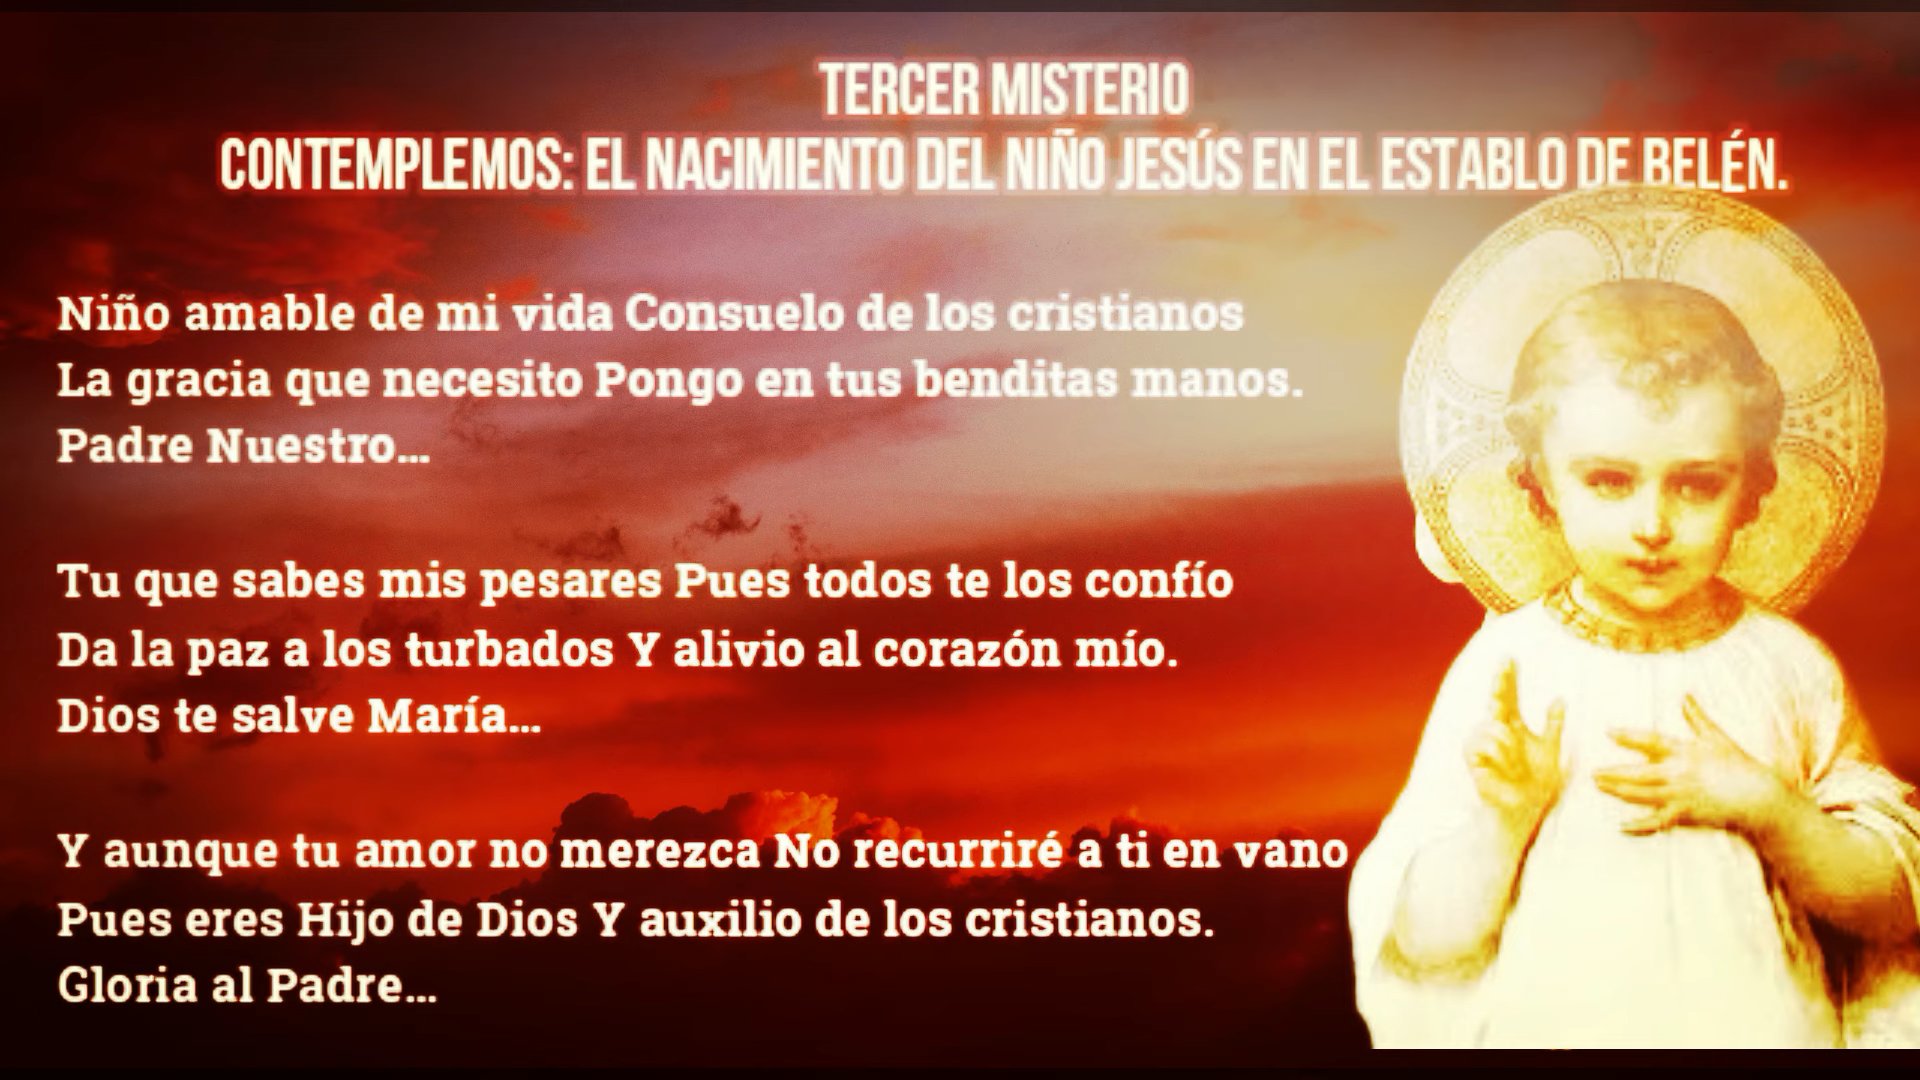 TERCER MISTERIO
CONTEMPLEMOS: EL NACIMIENTO DEL NIÑO JESÚS EN EL ESTABLO DE BELÉN.
Niño amable de mi vida Consuelo de los cristianos
La gracia que necesito Pongo en tus benditas manos.
Padre Nuestro...
Tu que sabes mis pesares Pues todos te los confío
Da la paz a los turbados Y alivio al corazón mío.
Dios te salve María...
Y aunque tu amor no merezca No recurriré a ti en vano
Pues eres Hijo de Dios Y auxilio de los cristianos.
Gloria al Padre...